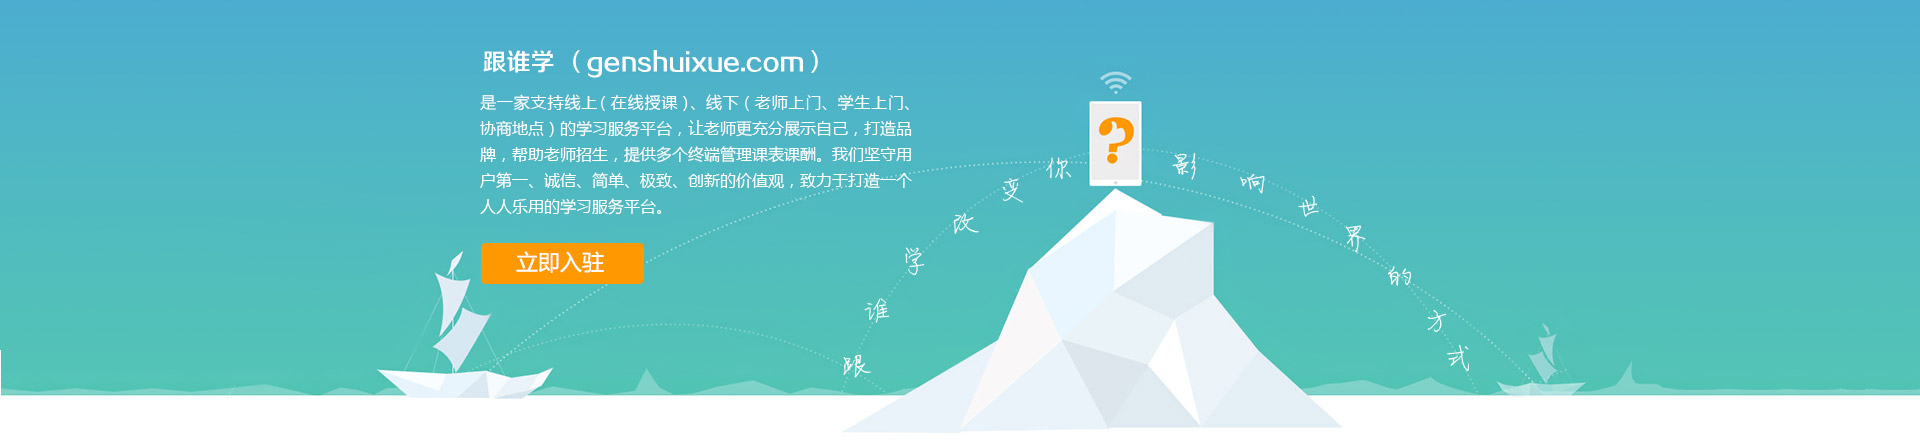 跟谁学（genshuixue.com）
是一家支持线上（在线授课）、线下（老师上门、学生上门、
协商地点）的学习服务平台，让老师更充分展示自己，打造品
牌，帮助老师招生，提供多个终端管理课表课酬。我们坚守用
户第一、诚信、简单、极致、创新的价值观，致力于打造一个
人人乐用的学习服务平台。
立即入驻
?
跟谁学改变你影响世界的方式